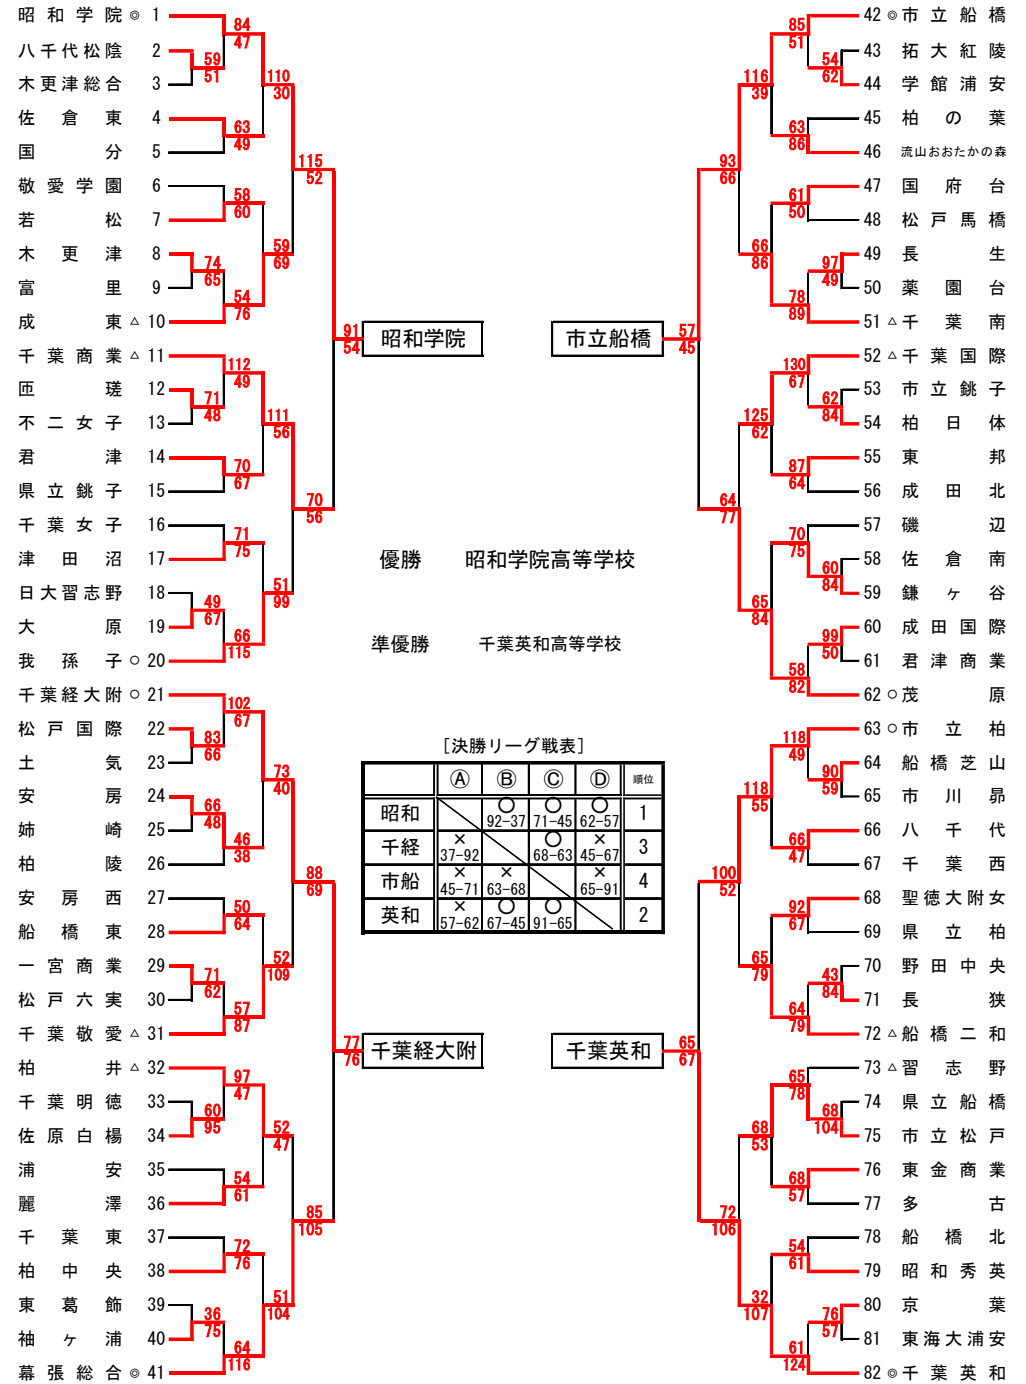 昭和学院 ◎ 1
八千代松陰 2
木更津総合 3
佐倉東 4
国分 5
敬愛学園 6
若松 7
木更津 8
富里 9
成東 △ 10
千葉商業 △ 11
匝瑳 12
不二女子 13
君津 14
県立銚子 15
千葉女子 16
津田沼 17
日大習志野 18
大原 19
我孫子 ○ 20
千葉経大附 ○ 21
松戸国際 22
土気 23
安房 24
姉崎 25
柏陵 26
安房西 27
船橋東 28
一宮商業 29
松戸六実 30
千葉敬愛 △ 31
柏井 △ 32
千葉明徳 33
佐原白楊 34
浦安 35
麗澤 36
千葉東 37
柏中央 38
東葛飾 39
袖ヶ浦 40
幕張総合 ◎ 41
84
47
59
51
63
49
58
60
74
65
54
76
112
49
71
48
70
67
71
75
49
67
66
115
102
67
83
66
66
48
46
38
50
64
71
62
57
87
97
47
60
95
54
61
72
76
36
75
64
116
110
30
59
69
111
56
51
99
73
40
52
109
52
47
51
104
115
52
70
56
88
69
85
105
91
54
77
76
昭和学院
市立船橋
優勝 昭和学院高等学校
準優勝 千葉英和高等学校
[決勝リーグ戦表]
Ⓐ Ⓑ Ⓒ Ⓓ 順位
昭和 ○ ○ ○ 1
92-37 71-45 62-57
千経 × ○ × 3
37-92 68-63 45-67
市船 × × × 4
45-71 63-68 65-91
英和 × ○ ○ 2
57-62 67-45 91-65
千葉経大附
千葉英和
57
45
65
67
93
66
64
77
100
52
72
106
116
39
66
86
125
62
65
84
118
55
65
79
68
53
32
107
85
51
54
62
63
86
61
50
97
49
78
89
130
67
62
84
87
64
70
75
60
84
99
50
58
82
118
49
90
59
66
47
92
67
43
84
64
79
65
78
68
104
68
57
54
61
76
57
61
124
42 ◎ 市立船橋
43 拓大紅陵
44 学館浦安
45 柏の葉
46 流山おおたかの森
47 国府台
48 松戸馬橋
49 長生
50 薬園台
51 △ 千葉南
52 △ 千葉国際
53 市立銚子
54 柏日体
55 東邦
56 成田北
57 磯辺
58 佐倉南
59 鎌ヶ谷
60 成田国際
61 君津商業
62 ○ 茂原
63 ○ 市立柏
64 船橋芝山
65 市川昴
66 八千代
67 千葉西
68 聖徳大附女
69 県立柏
70 野田中央
71 長狭
72 △ 船橋二和
73 △ 習志野
74 県立船橋
75 市立松戸
76 東金商業
77 多古
78 船橋北
79 昭和秀英
80 京葉
81 東海大浦安
82 ◎ 千葉英和